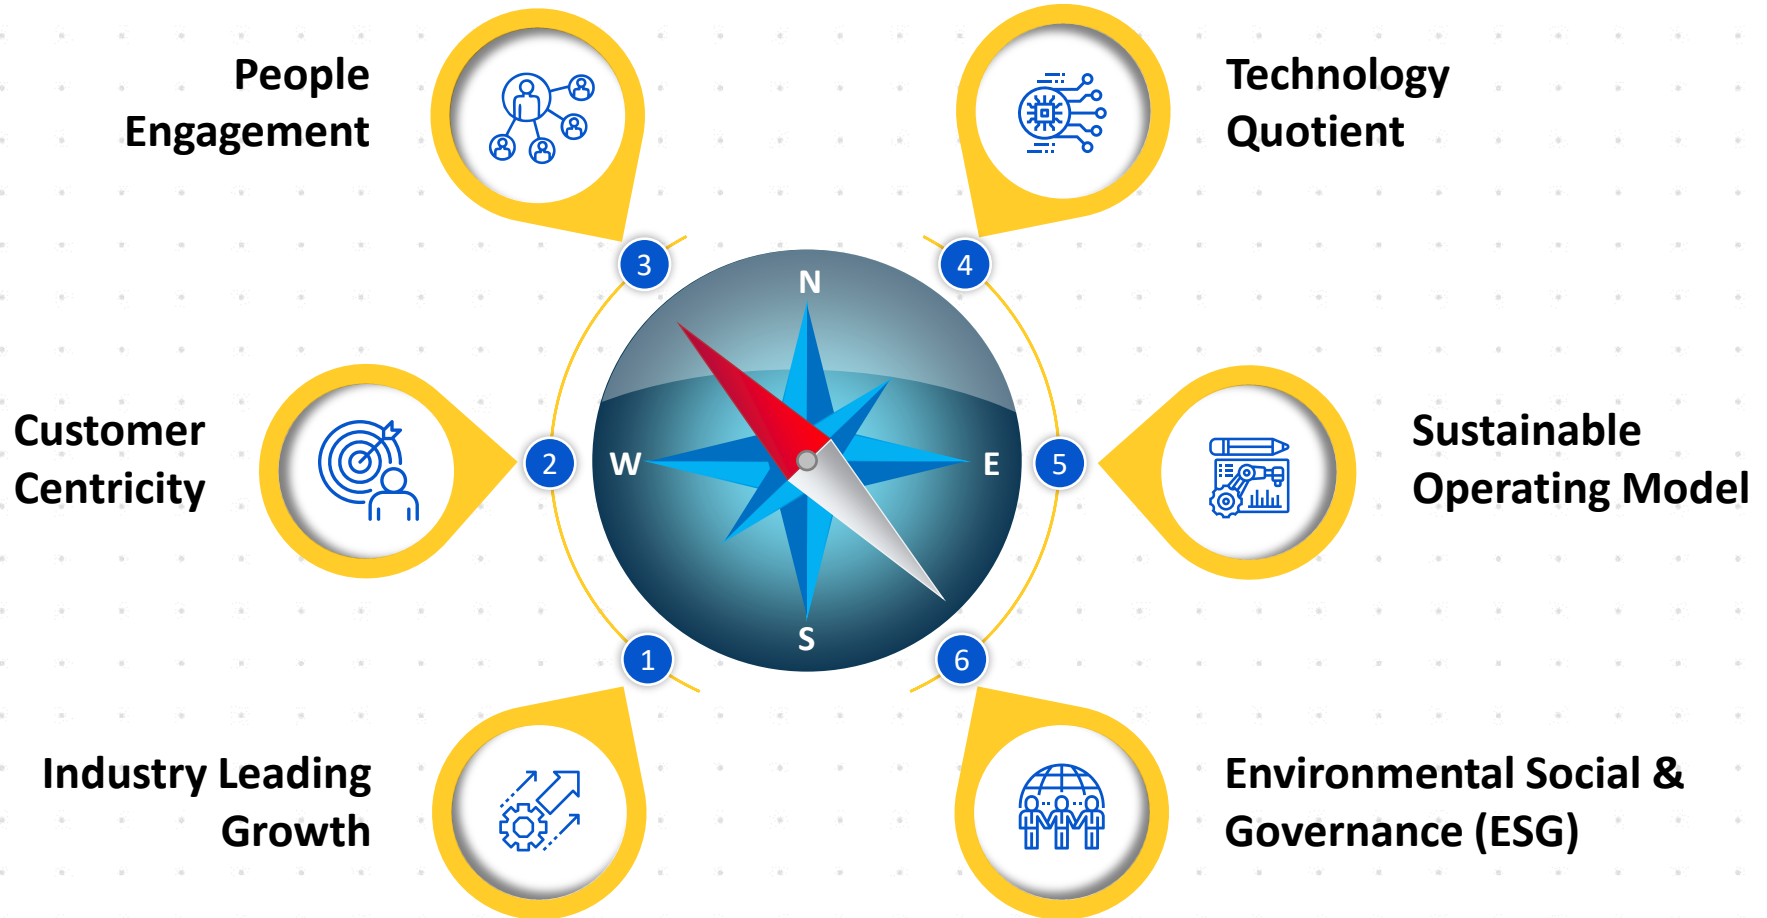 People
Engagement
Technology
Quotient
3
4
N
Customer
Centricity
2
W
E
5
Sustainable
Operating Model
S
1
6
Industry Leading
Growth
Environmental Social &
Governance (ESG)